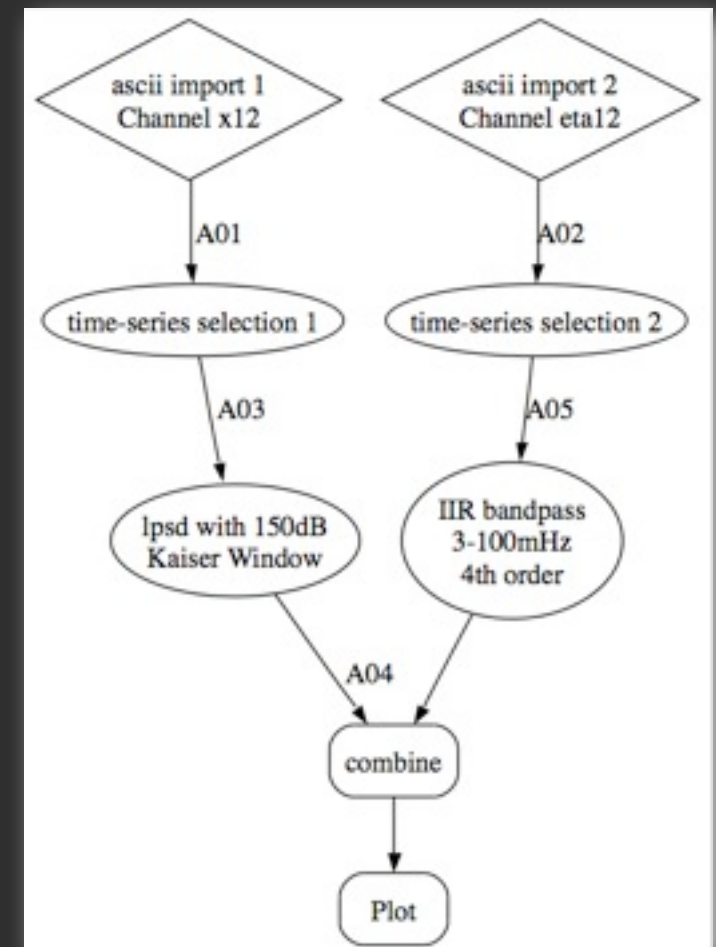 ascii import 1
Channel x12
ascii import 2
Channel eta12
A01
A02
time-series selection 1
time-series selection 2
A03
A05
lpsd with 150dB
Kaiser Window
IIR bandpass
3-100mHz
4th order
A04
combine
Plot